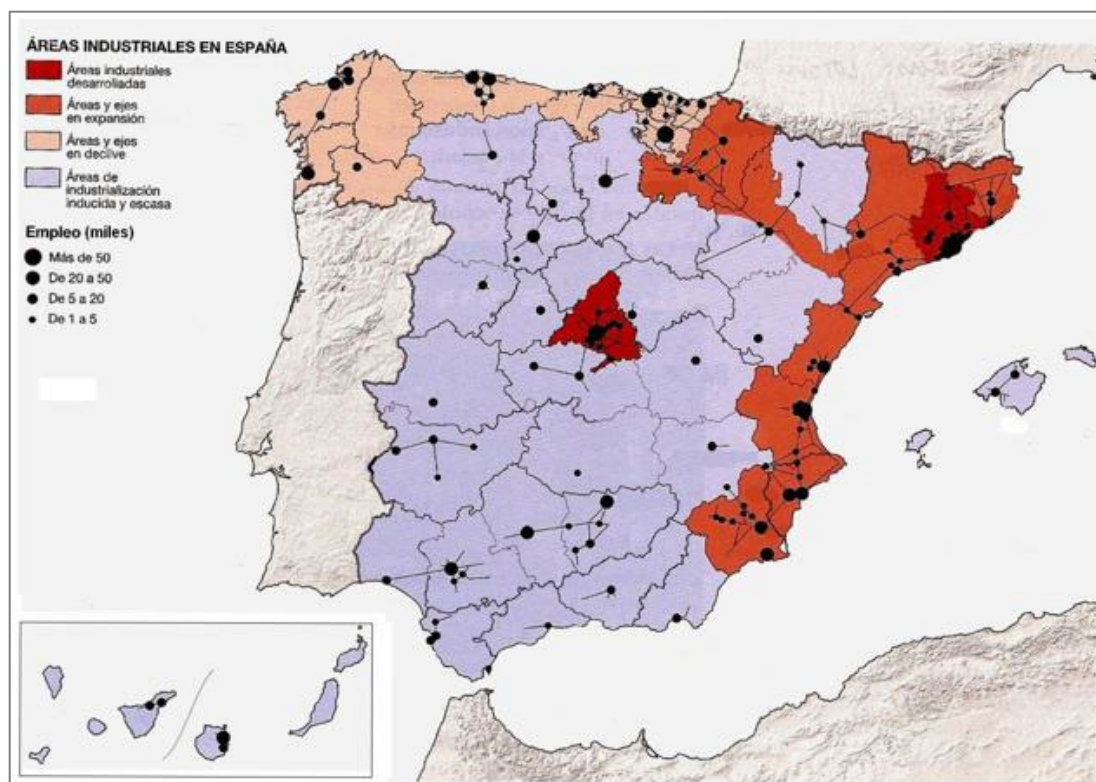 ÁREAS INDUSTRIALES EN ESPAÑA
Áreas industriales
desarroliadas
Áreas y ejes
en expansión
Áreas y ejes
en declive
Áreas de
industrialización
inducida y escasa
Empleo (miles)
Más de 50
De 20 a 50
De 5 a 20
De 1 a 5